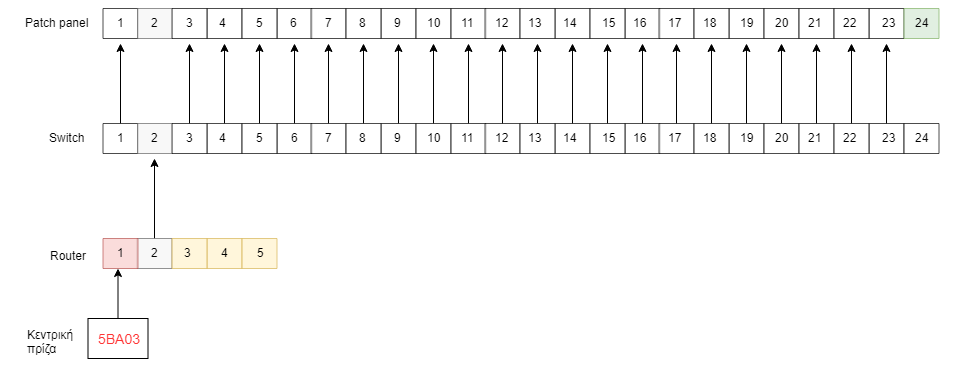 Patch panel 1 2 3 4 5 6 7 8 9 10 11 12 13 14 15 16 17 18 19 20 21 22 23 24
Switch 1 2 3 4 5 6 7 8 9 10 11 12 13 14 15 16 17 18 19 20 21 22 23 24
Router 1 2 3 4 5
Κεντρική
πρίζα
5BA03